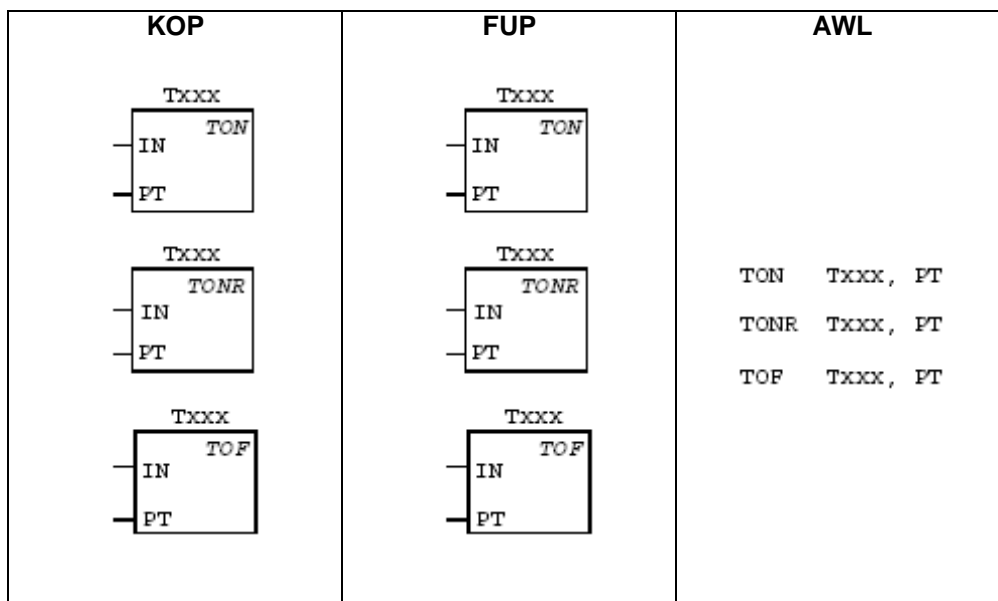 KOP FUP AWL
Txxx
TON
IN
PT
Txxx
TONR
IN
PT
Txxx
TOF
IN
PT
Txxx
TON
IN
PT
Txxx
TONR
IN
PT
Txxx
TOF
IN
PT
TON Txxx, PT
TONR Txxx, PT
TOF Txxx, PT